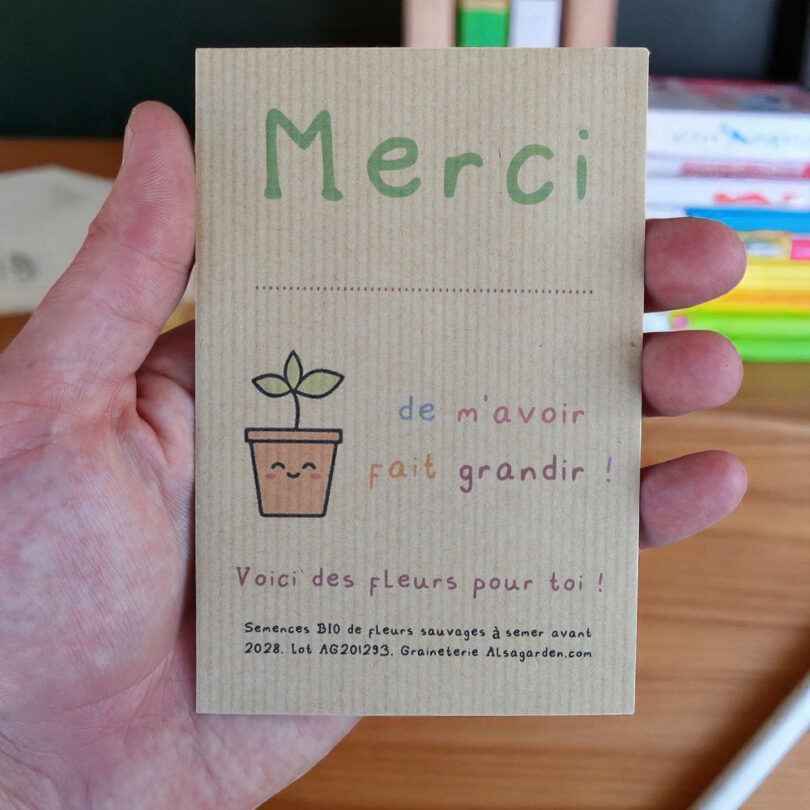 Merci
de m'avoir
fait grandir !
Voici des fleurs pour toi !
Semences BIO de fleurs sauvages à semer avant
2028. Lot AG201293, Graineterie Alsagarden.com